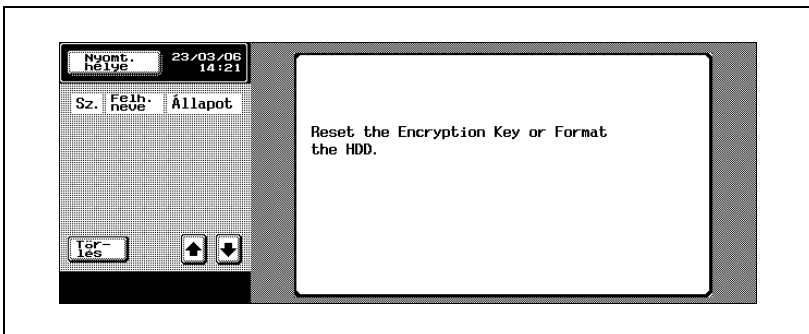 Nyomt.
helye
23/03/06
14:21
Sz.
Felh.
neve
Állapot
Reset the Encryption Key or Format
the HDD.
Tör-
lés